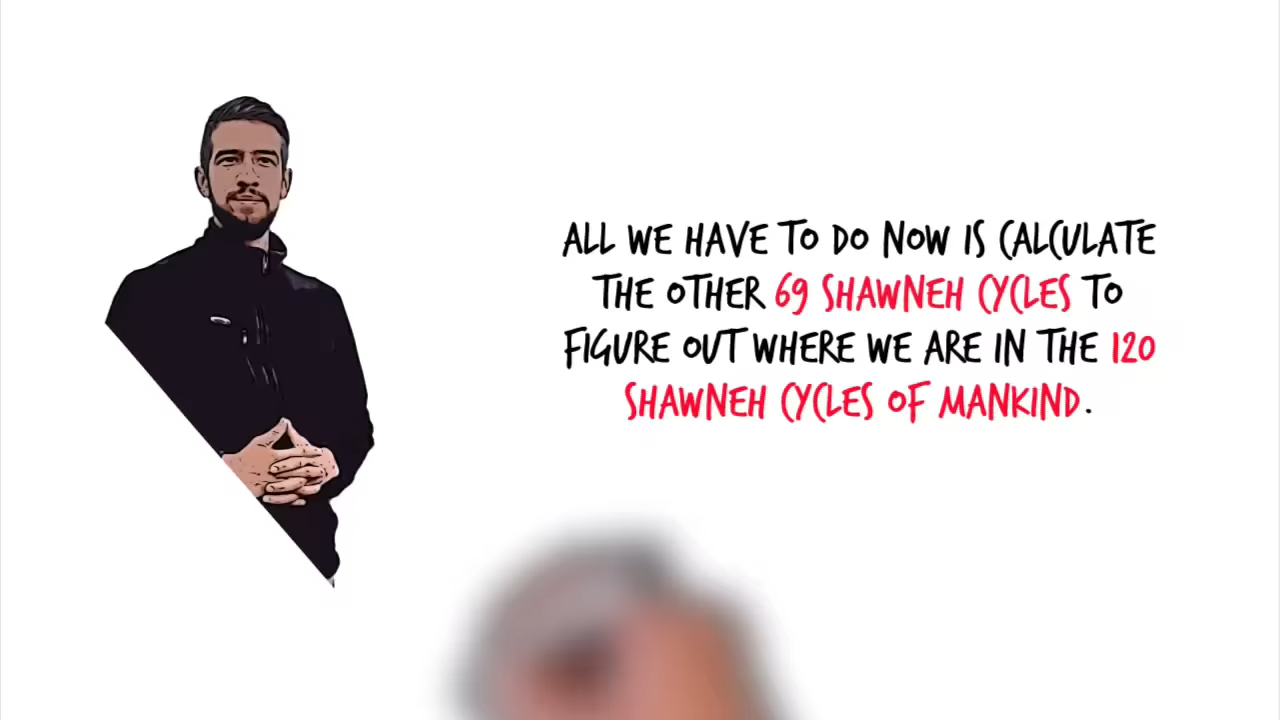 ALL WE HAVE TO DO NOW IS CALCULATE
THE OTHER 69 SHAWNEH CYCLES TO
FIGURE OUT WHERE WE ARE IN THE 120
SHAWNEH CYCLES OF MANKIND.